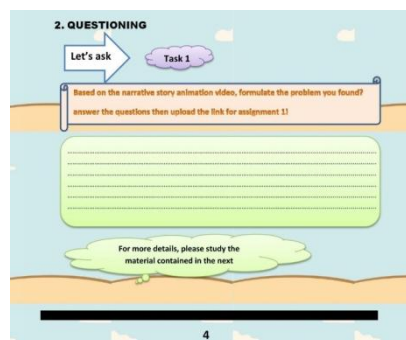 2. QUESTIONING
Let's ask
Task 1
Based on the narrative story animation video, formulate the problem you found?
answer the questions then upload the link for assignment 1!
For more details, please study the
material contained in the next
4